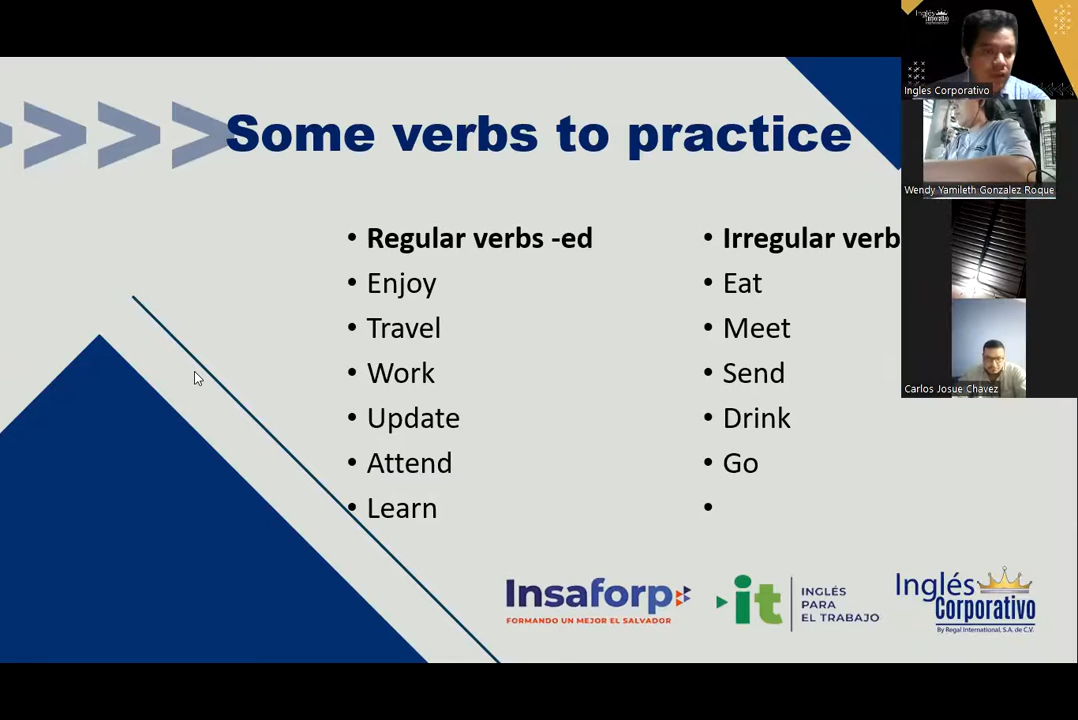 Some verbs to practice
• Regular verbs -ed
• Enjoy
• Travel
• Work
• Update
• Attend
• Learn
• Irregular verb
• Eat
• Meet
• Send
• Drink
• Go
•
Insaforp
FORMANDO UN MEJOR EL SALVADOR
it
INGLÉS
PARA
EL TRABAJO
Inglés
Corporativo
By Regal International, S.A. de C.V.
Inglés
Corporativo
Ingles Corporativo
Wendy Yamileth Gonzalez Roque
Carlos Josue Chavez